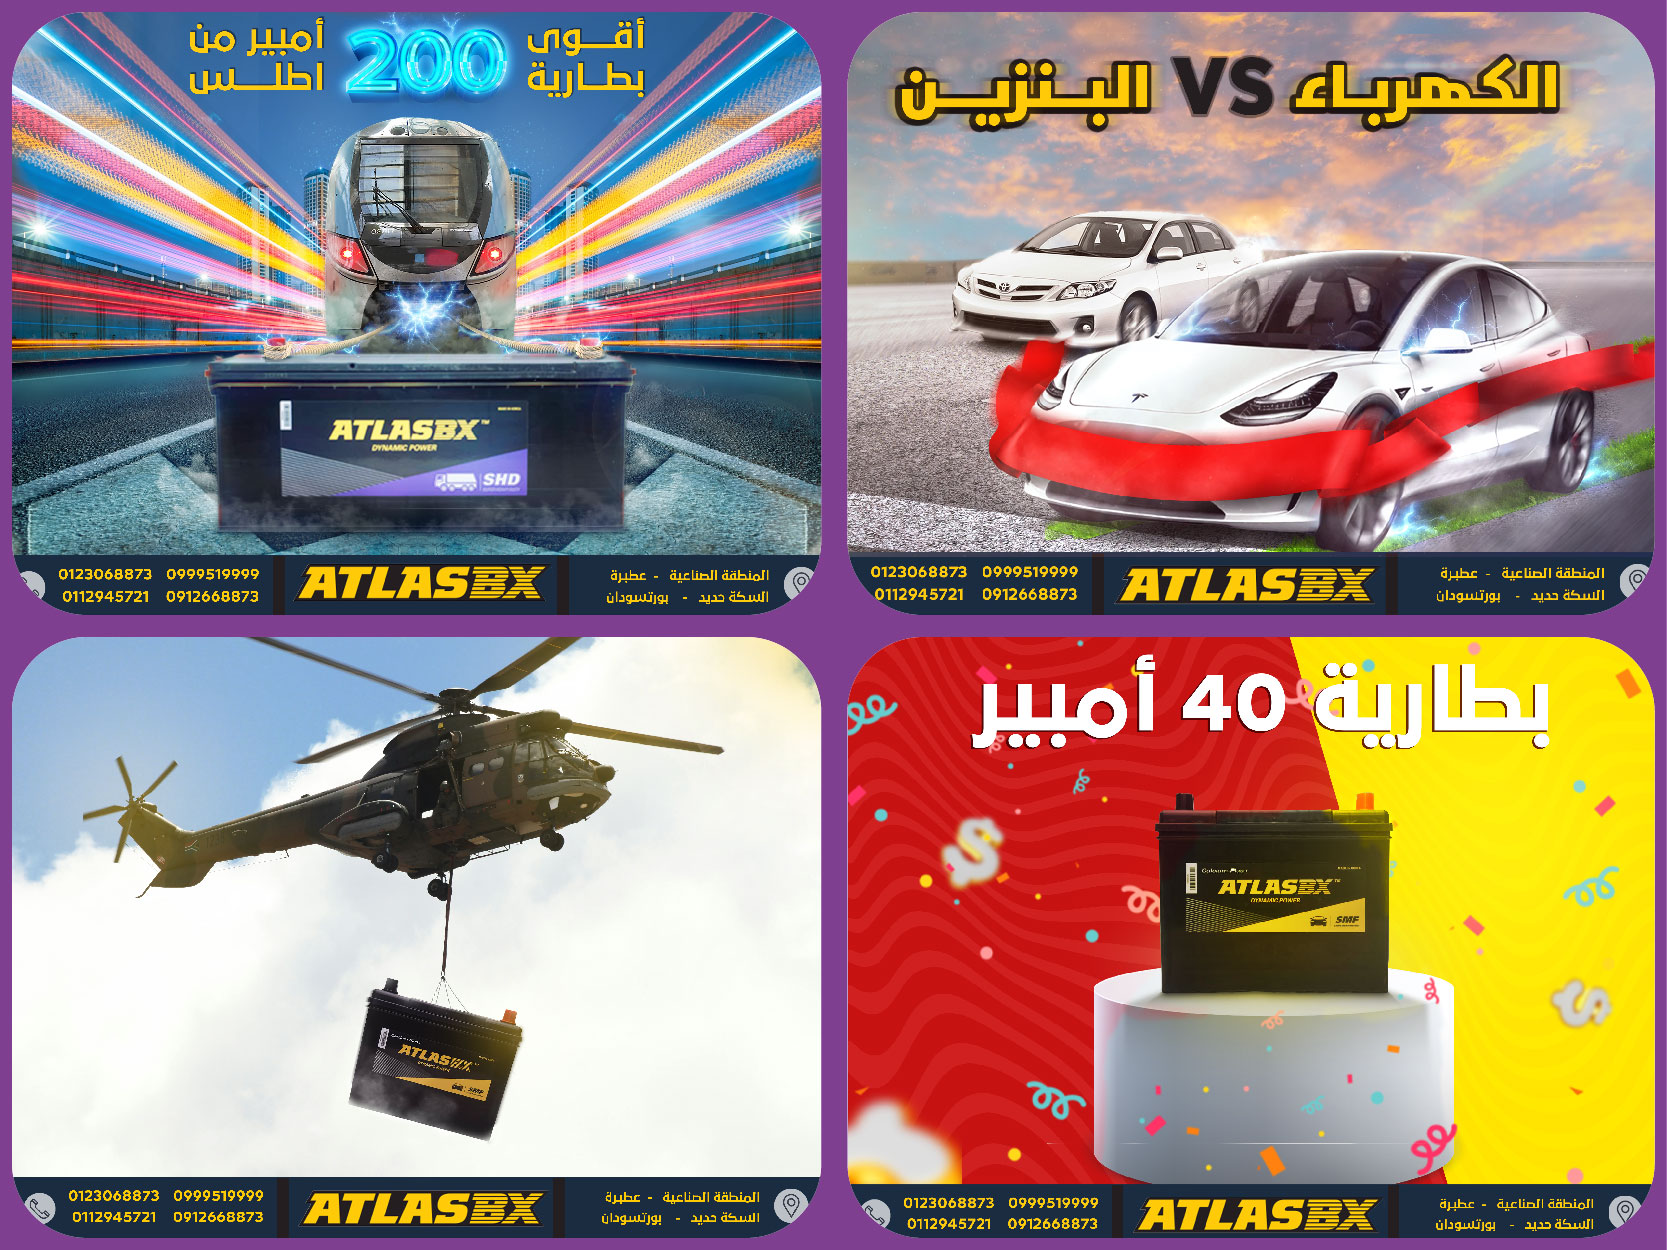 أقوى 200 أمبير من
بطارية اطلس
ATLASBX™
DYNAMIC POWER
SHD
0123068873 0999519999
0112945721 0912668873
ATLASBX
المنطقة الصناعية - عطبرة
السكة حديد - بورتسودان
الكهرباء VS البنزين
0123068873 0999519999
0112945721 0912668873
ATLASBX
المنطقة الصناعية - عطبرة
السكة حديد - بورتسودان
ATLASBX
SMF
0123068873 0999519999
0112945721 0912668873
ATLASBX
المنطقة الصناعية - عطبرة
السكة حديد - بورتسودان
بطارية 40 أمبير
ATLASBX™
DYNAMIC POWER
SMF
0123068873 0999519999
0112945721 0912668873
ATLASBX
المنطقة الصناعية - عطبرة
السكة حديد - بورتسودان